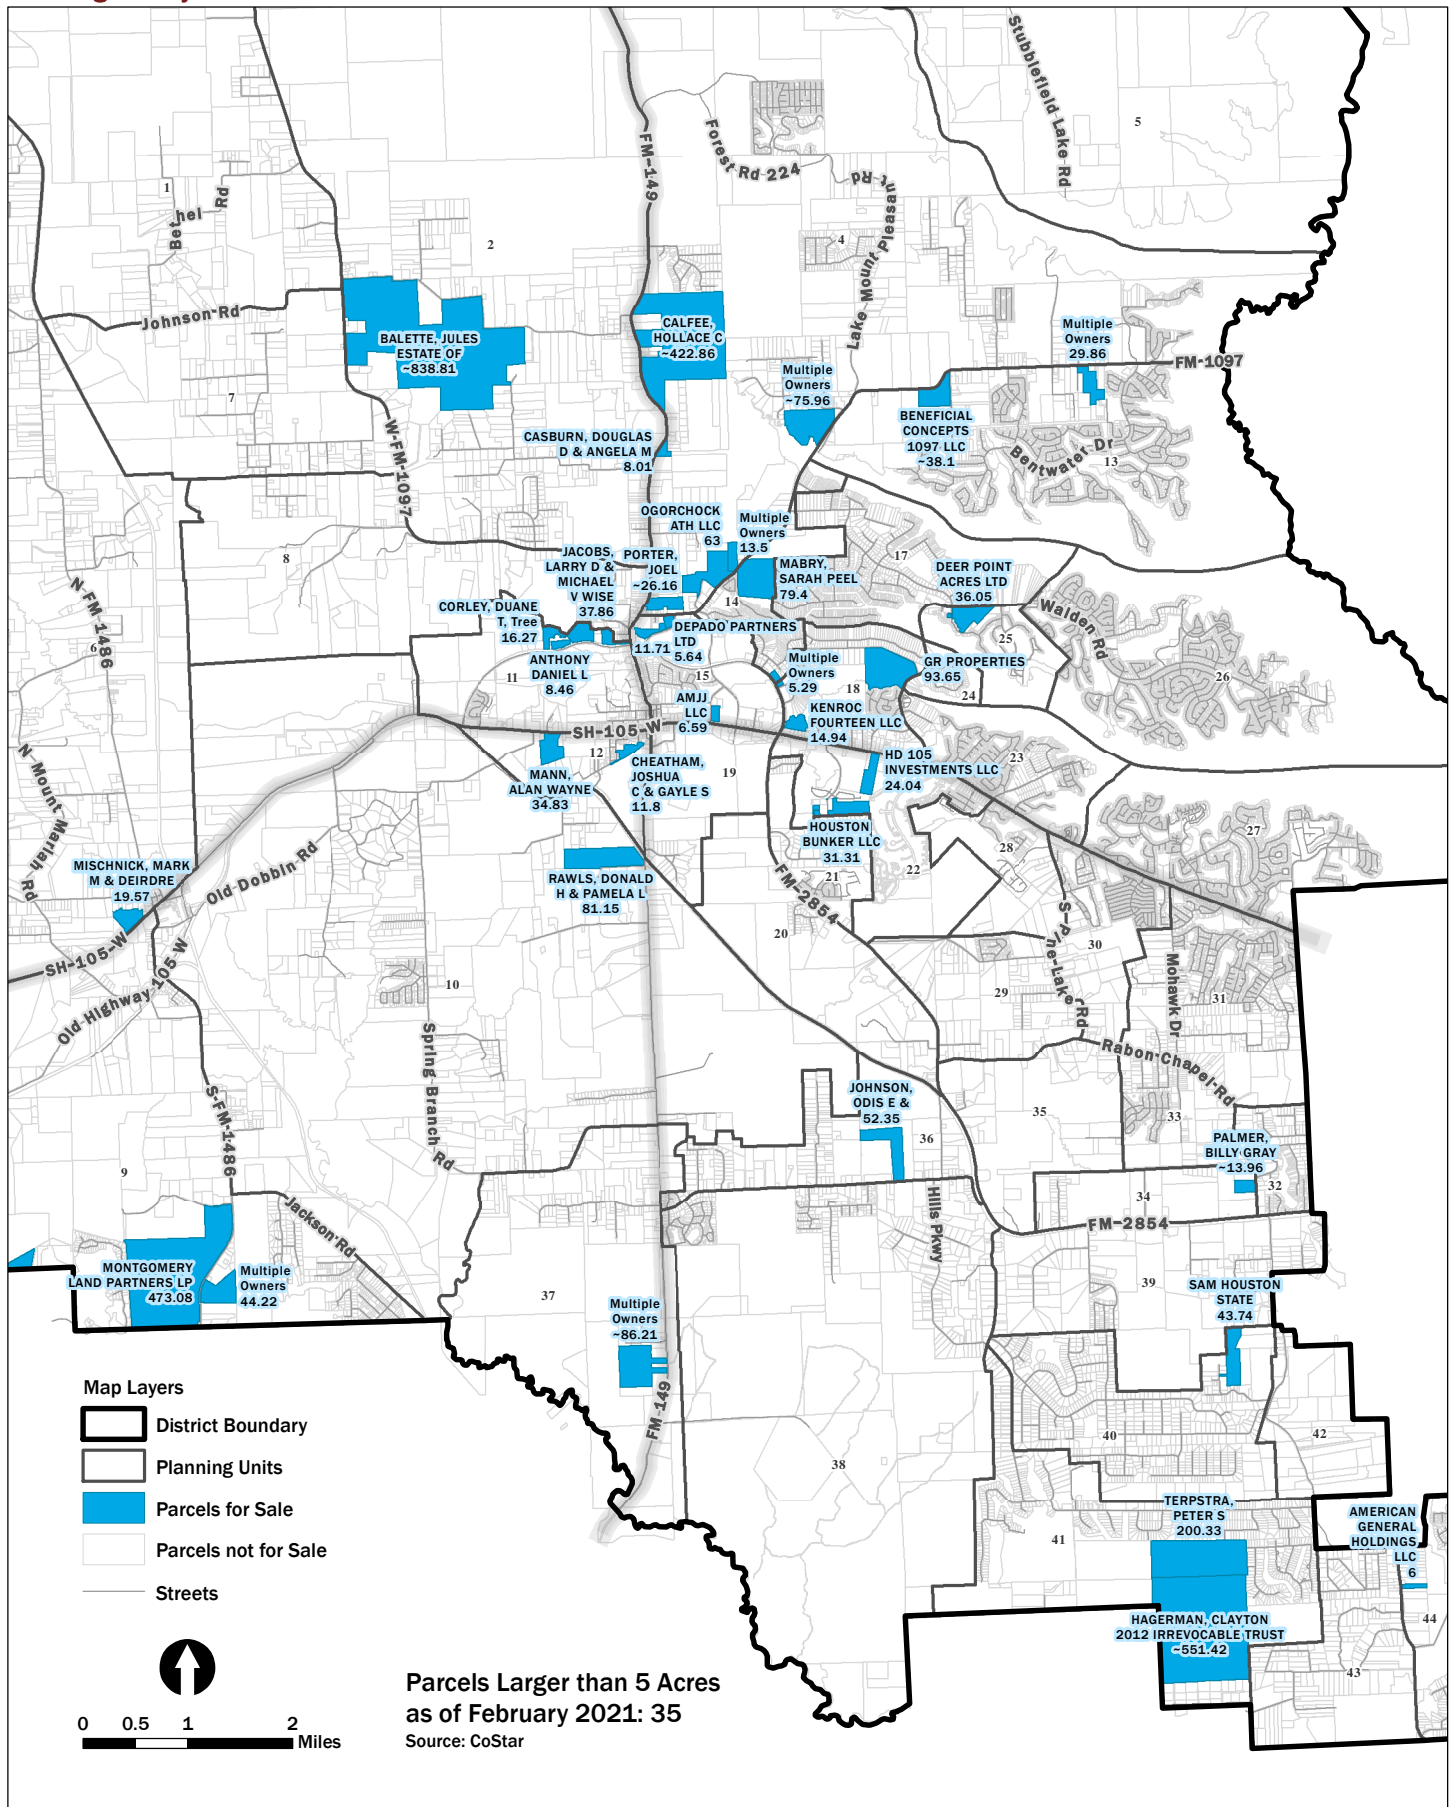 Stubblefield Lake Rd
5
FM-149
Forest Rd 224
Lake Mount Pleasant Rd
1
Bethel Rd
2
4
Johnson Rd
BALETTE, JULES
ESTATE OF
~838.81
CALFEE,
HOLLACE C
~422.86
Multiple
Owners
29.86
FM-1097
Multiple
Owners
~75.96
7
BENEFICIAL
CONCEPTS
1097 LLC
~38.1
W-FM-1097
CASBURN, DOUGLAS
D & ANGELA M
8.01
Bentwater Dr
13
OGORCHOCK
ATH LLC
63
Multiple
Owners
13.5
8
JACOBS,
LARRY D &
MICHAEL
V WISE
37.86
PORTER,
JOEL
~26.16
MABRY,
SARAH PEEL
79.4
17
DEER POINT
ACRES LTD
36.05
N FM 1486
6
14
CORLEY, DUANE
T, Tree
16.27
DEPADO PARTNERS
LTD
5.64
11.71
25
Walden Rd
ANTHONY
DANIEL L
8.46
11
15
Multiple
Owners
5.29
18
GR PROPERTIES
93.65
24
26
AMJJ
LLC
6.59
KENROC
FOURTEEN LLC
14.94
SH-105-W
N Mount Mariah Rd
12
MANN,
ALAN WAYNE
34.83
CHEATHAM,
JOSHUA
C & GAYLE S
11.8
19
HD 105
INVESTMENTS LLC
24.04
23
HOUSTON
BUNKER LLC
31.31
27
28
Old Dobbin Rd
MISCHNICK, MARK
M & DEIRDRE
19.57
RAWLS, DONALD
H & PAMELA L
81.15
21
22
FM-2854
20
S-Pine-Lake Rd
30
SH-105-W
Old Highway 105 W
10
29
Mohawk Dr
31
Spring Branch Rd
S-FM-1486
Rabon-Chapel-Rd
JOHNSON,
ODIS E &
52.35
35
33
36
PALMER,
BILLY GRAY
~13.96
32
9
34
Hills Pkwy
Jackson Rd
FM-2854
MONTGOMERY
LAND PARTNERS LP
473.08
Multiple
Owners
44.22
37
39
SAM HOUSTON
STATE
43.74
Multiple
Owners
~86.21
FM-149
40
42
38
TERPSTRA,
PETER S
200.33
AMERICAN
GENERAL
HOLDINGS
LLC
6
41
HAGERMAN, CLAYTON
2012 IRREVOCABLE TRUST
~551.42
44
43
Map Layers
District Boundary
Planning Units
Parcels for Sale
Parcels not for Sale
Streets
0 0.5 1 2
Miles
Parcels Larger than 5 Acres
as of February 2021: 35
Source: CoStar